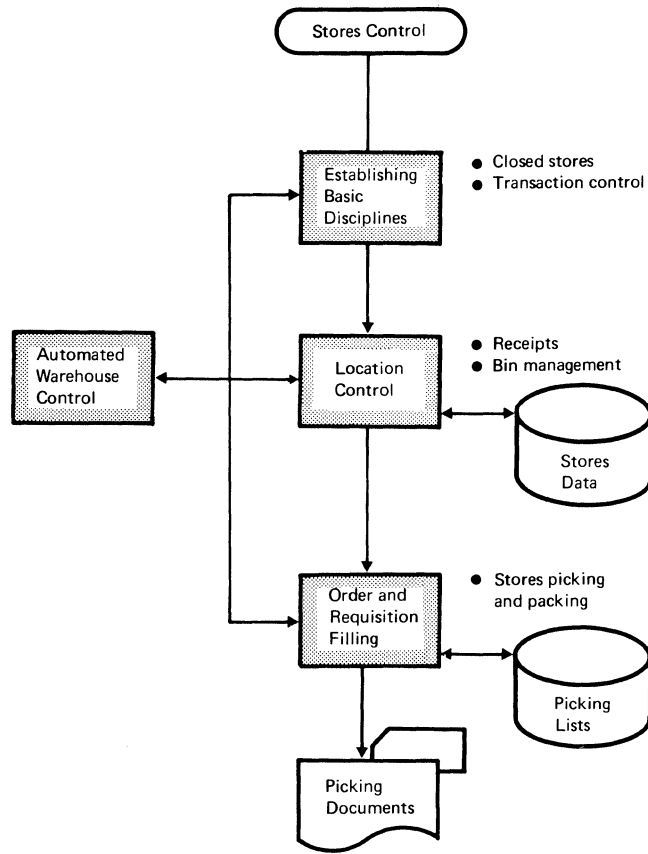 Stores Control
Establishing
Basic
Disciplines
● Closed stores
● Transaction control
Automated
Warehouse
Control
Location
Control
● Receipts
● Bin management
Stores
Data
Order and
Requisition
Filling
● Stores picking
and packing
Picking
Lists
Picking
Documents